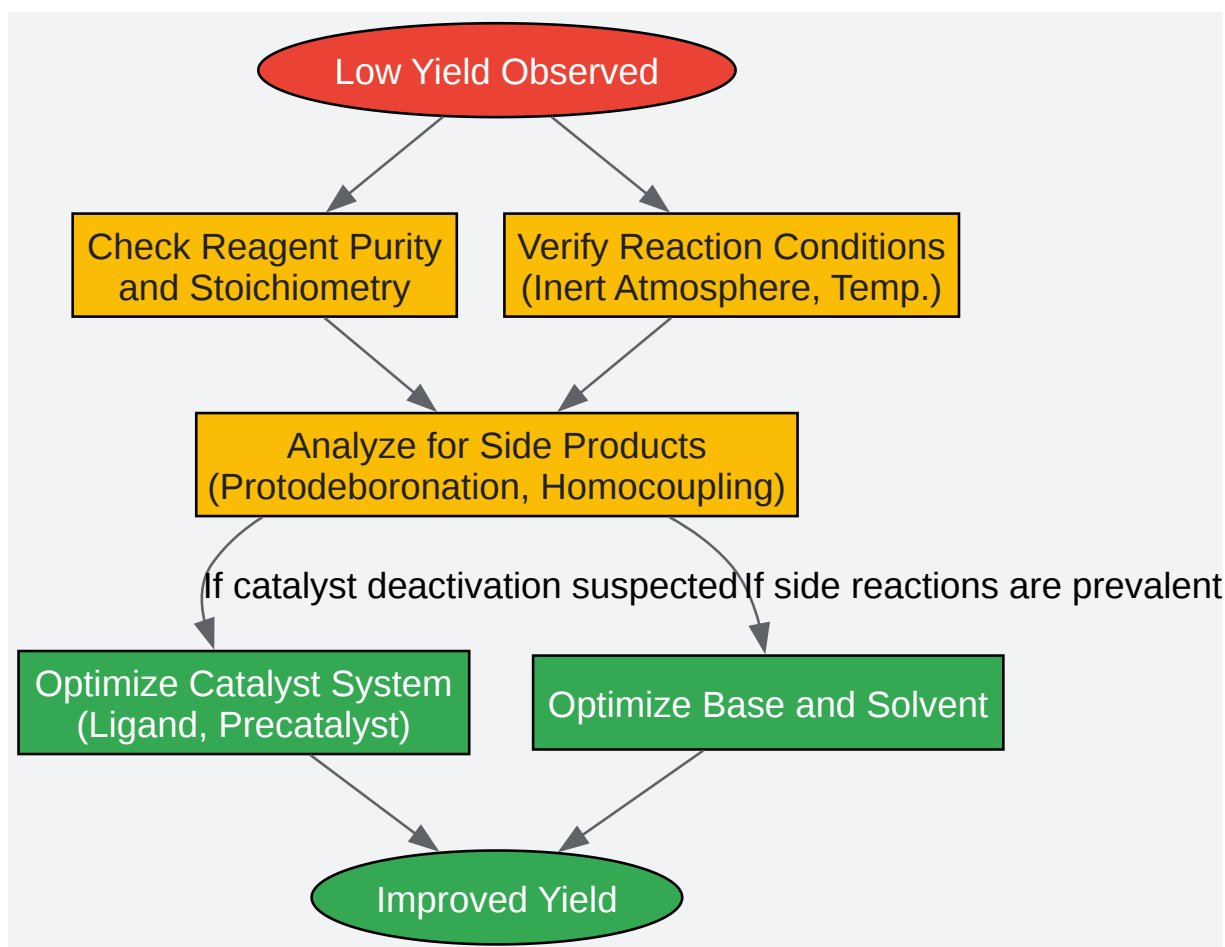 Low Yield Observed
Check Reagent Purity
and Stoichiometry
Verify Reaction Conditions
(Inert Atmosphere, Temp.)
Analyze for Side Products
(Protodeboronation, Homocoupling)
If catalyst deactivation suspected
If side reactions are prevalent
Optimize Catalyst System
(Ligand, Precatalyst)
Optimize Base and Solvent
Improved Yield